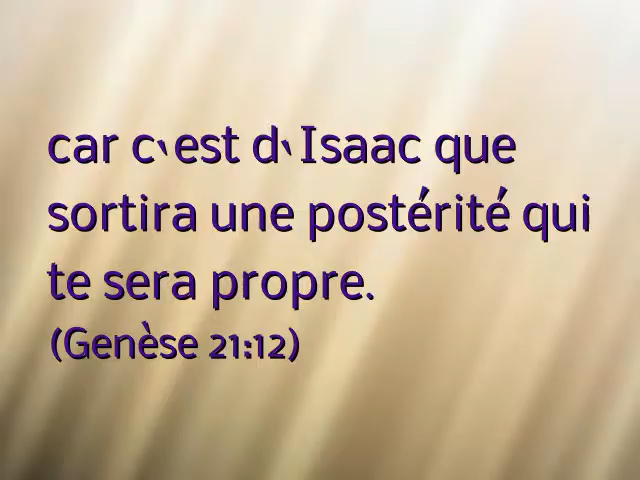 car c`est d`Isaac que
sortira une postérité qui
te sera propre.
(Genèse 21:12)